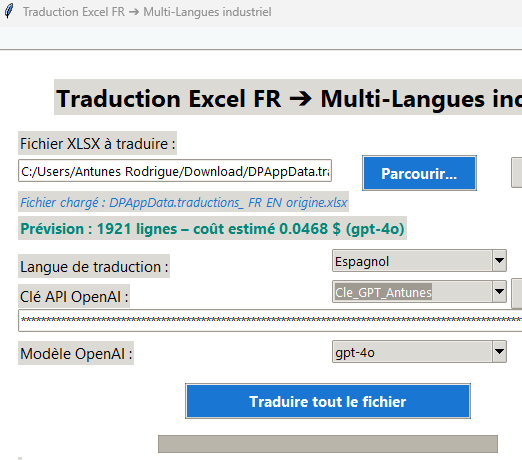 Traduction Excel FR ➔ Multi-Langues industriel
Traduction Excel FR ➔ Multi-Langues in
Fichier XLSX à traduire :
C:/Users/Antunes Rodrigue/Download/DPAppData.tra
Parcourir...
Fichier chargé : DPAppData.traductions_ FR EN origine.xlsx
Prévision : 1921 lignes – coût estimé 0.0468 $ (gpt-4o)
Langue de traduction :
Espagnol
Clé API OpenAI :
Cle_GPT_Antunes
Modèle OpenAI :
gpt-4o
Traduire tout le fichier